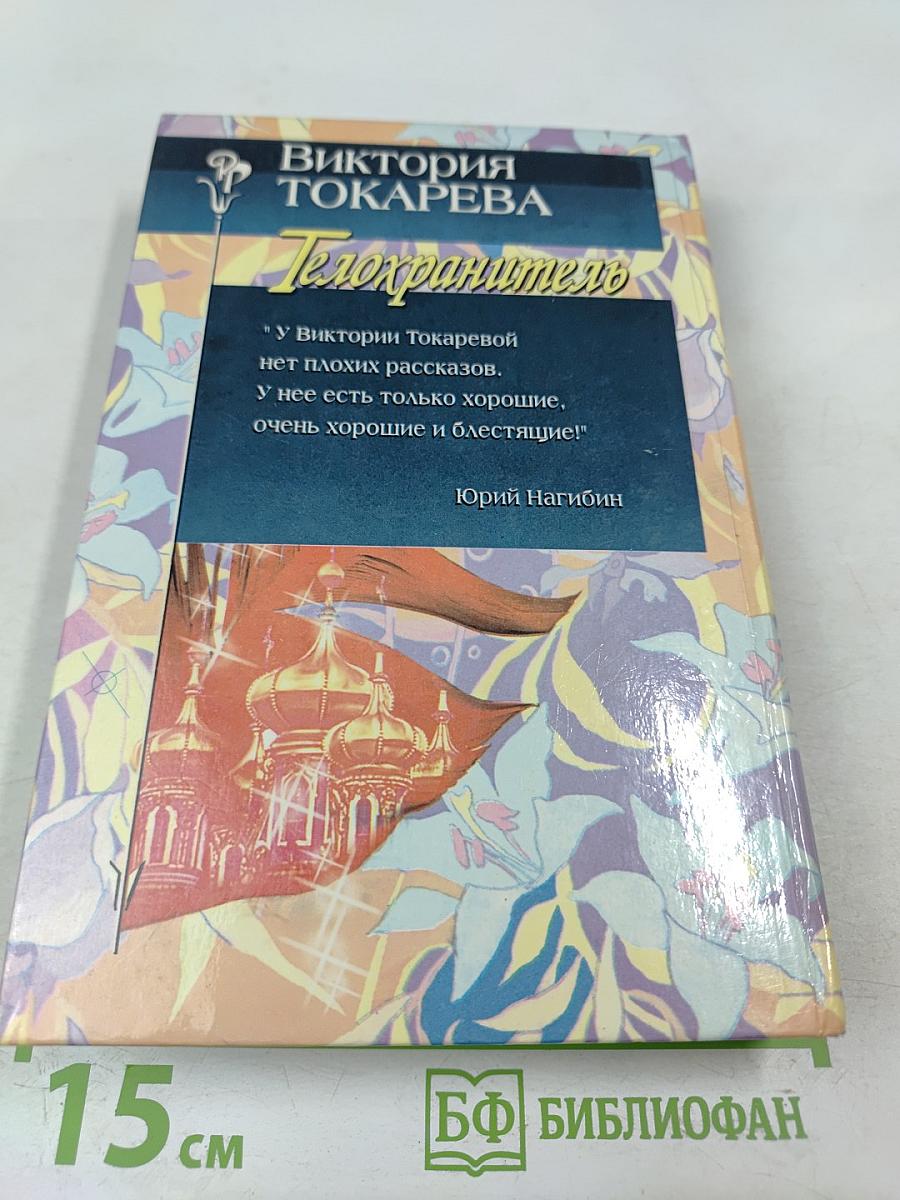 РР
Виктория
ТОКАРЕВА
Телохранитель
" У Виктории Токаревой
нет плохих рассказов.
У нее есть только хорошие,
очень хорошие и блестящие!"
Юрий Нагибин
15 см
БФ БИБЛИОФАН